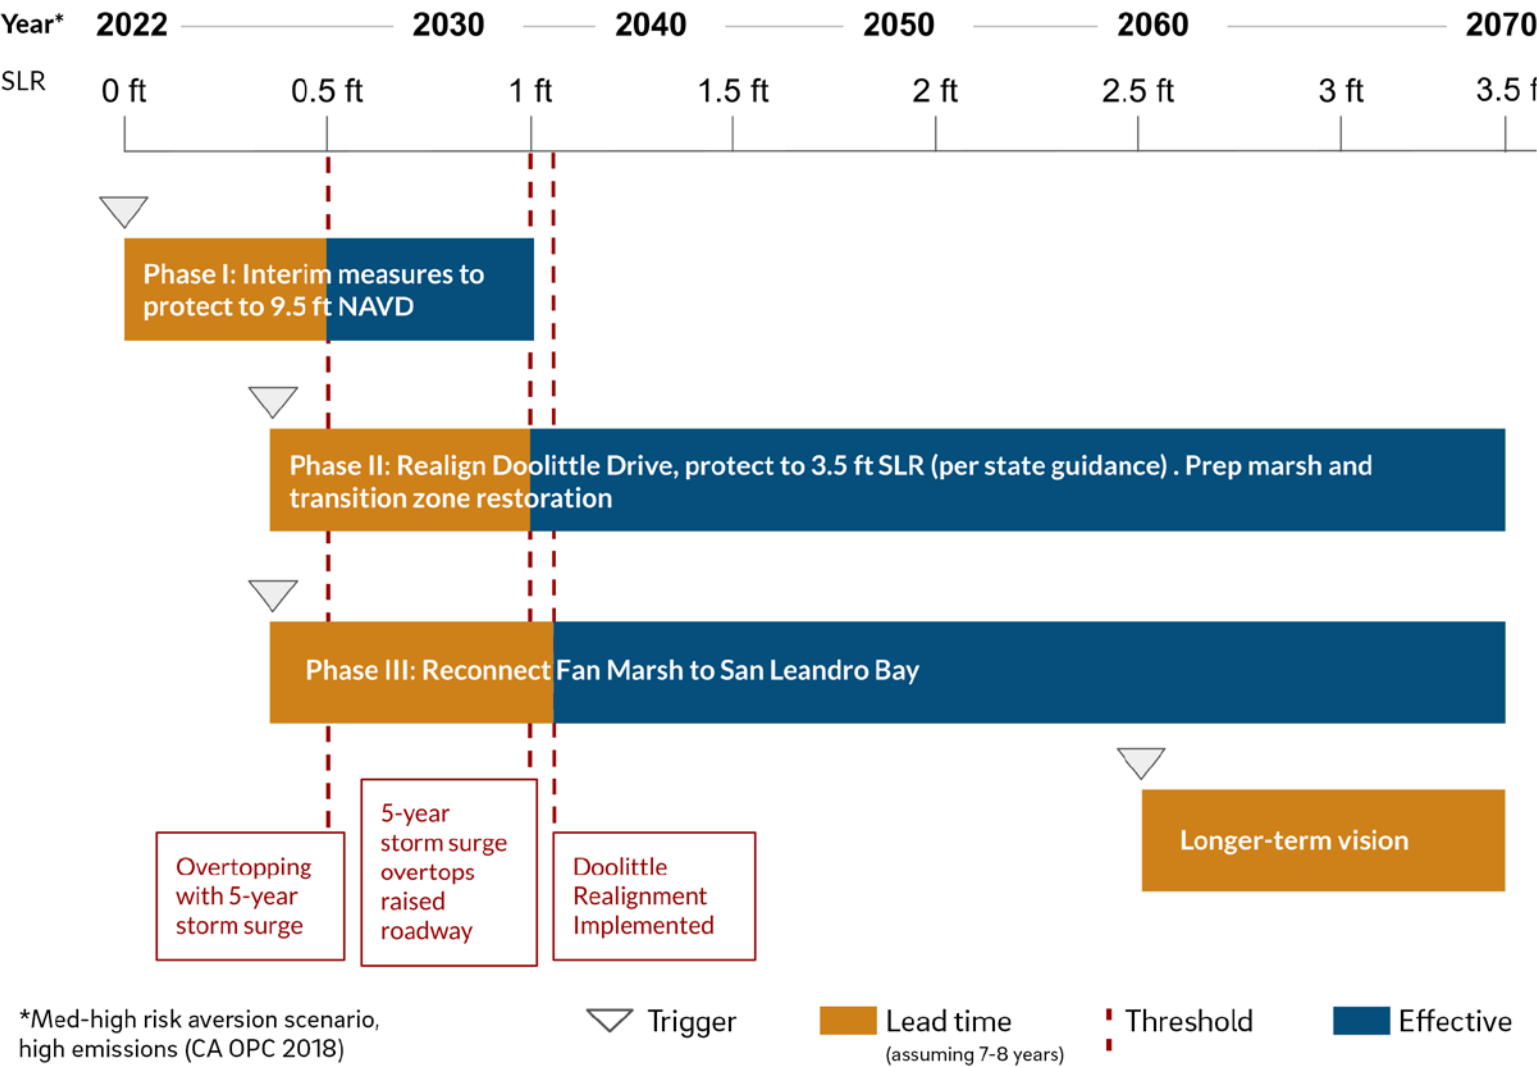 Year* 2022 2030 2040 2050 2060 2070
SLR 0 ft 0.5 ft 1 ft 1.5 ft 2 ft 2.5 ft 3 ft 3.5 f
Phase I: Interim measures to
protect to 9.5 ft NAVD
Phase II: Realign Doolittle Drive, protect to 3.5 ft SLR (per state guidance) . Prep marsh and
transition zone restoration
Phase III: Reconnect Fan Marsh to San Leandro Bay
Longer-term vision
Overtopping
with 5-year
storm surge
5-year
storm surge
overtops
raised
roadway
Doolittle
Realignment
Implemented
*Med-high risk aversion scenario,
high emissions (CA OPC 2018)
Trigger
Lead time
(assuming 7-8 years)
Threshold
Effective